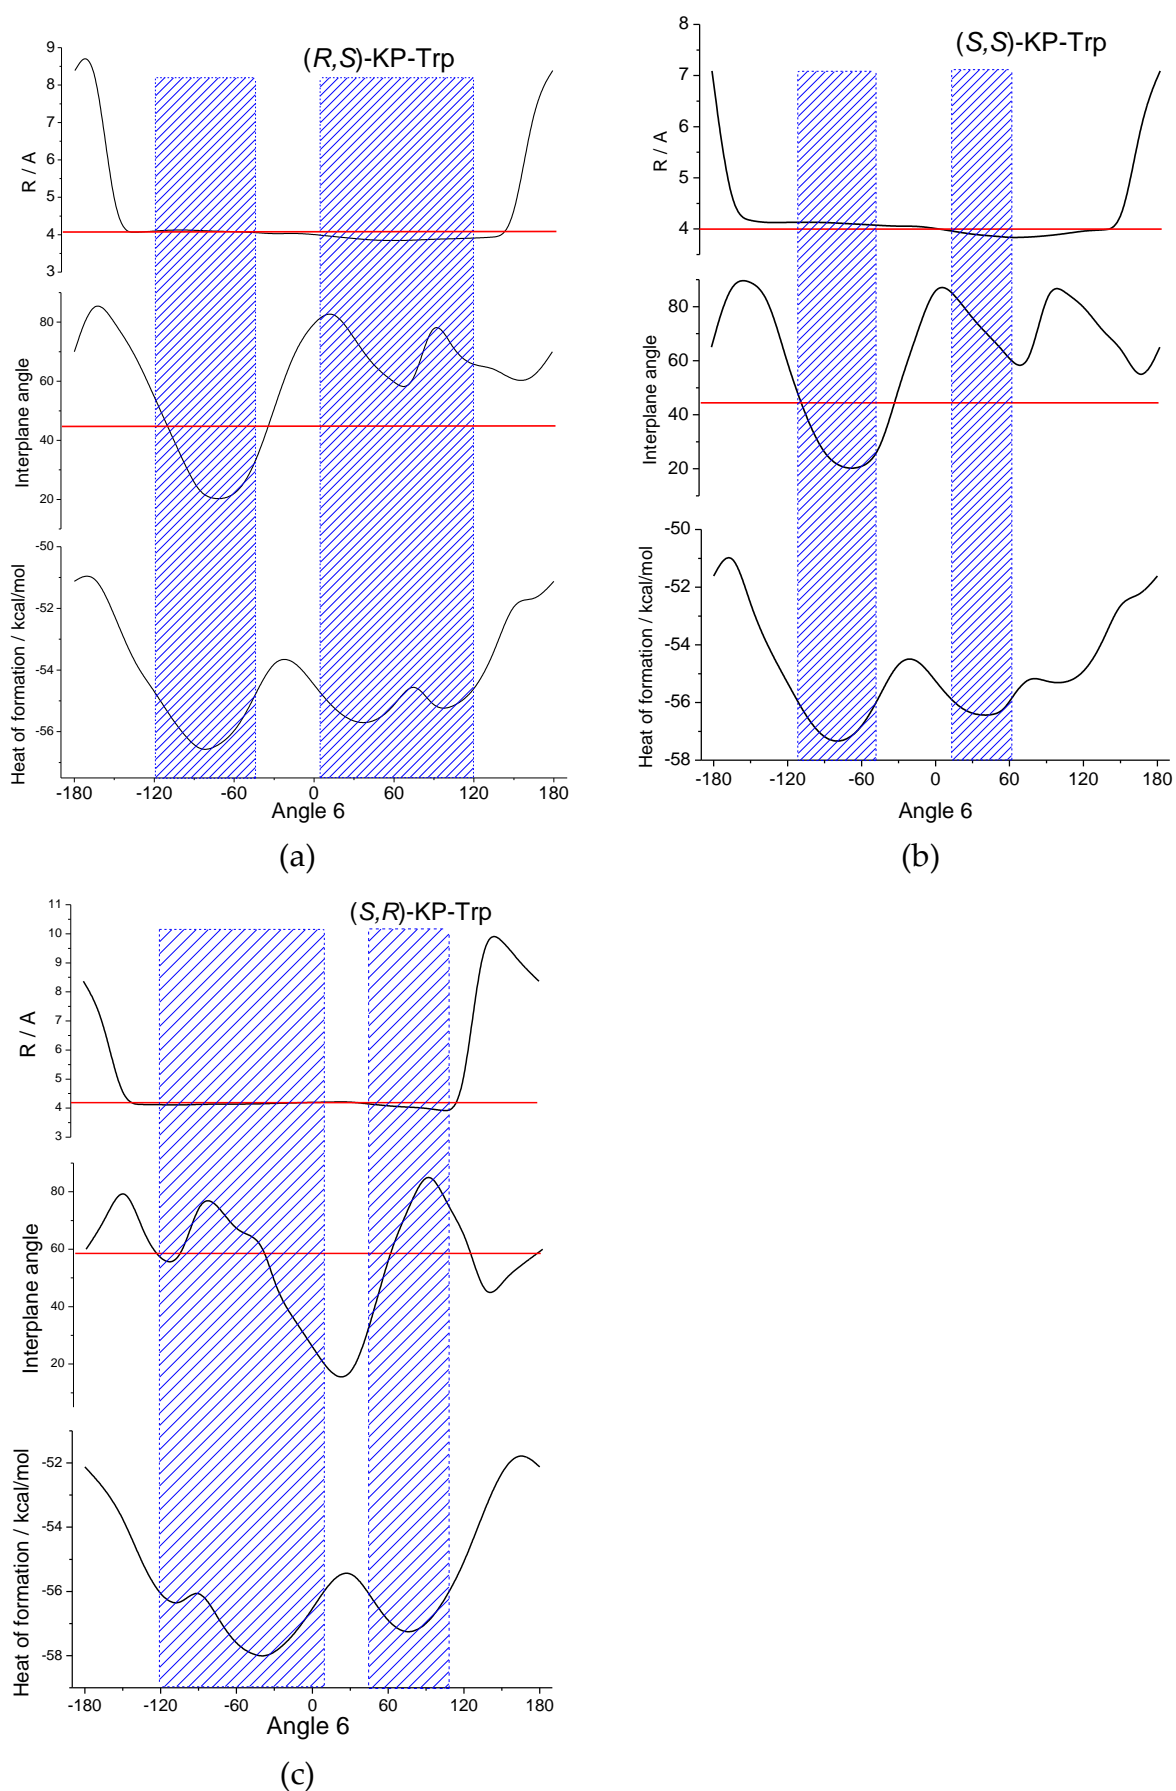 (R,S)-KP-Trp
9
8
7
6
5
4
3
R / A
80
60
40
20
Interplane angle
-50
-52
-54
-56
Heat of formation / kcal/mol
-180 -120 -60 0 60 120 180
Angle 6
(a)
(S,S)-KP-Trp
8
7
6
5
4
R / A
80
60
40
20
Interplane angle
-50
-52
-54
-56
-58
Heat of formation / kcal/mol
-180 -120 -60 0 60 120 180
Angle 6
(b)
(S,R)-KP-Trp
11
10
9
8
7
6
5
4
3
R / A
80
60
40
20
Interplane angle
-52
-54
-56
-58
Heat of formation / kcal/mol
-180 -120 -60 0 60 120 180
Angle 6
(c)